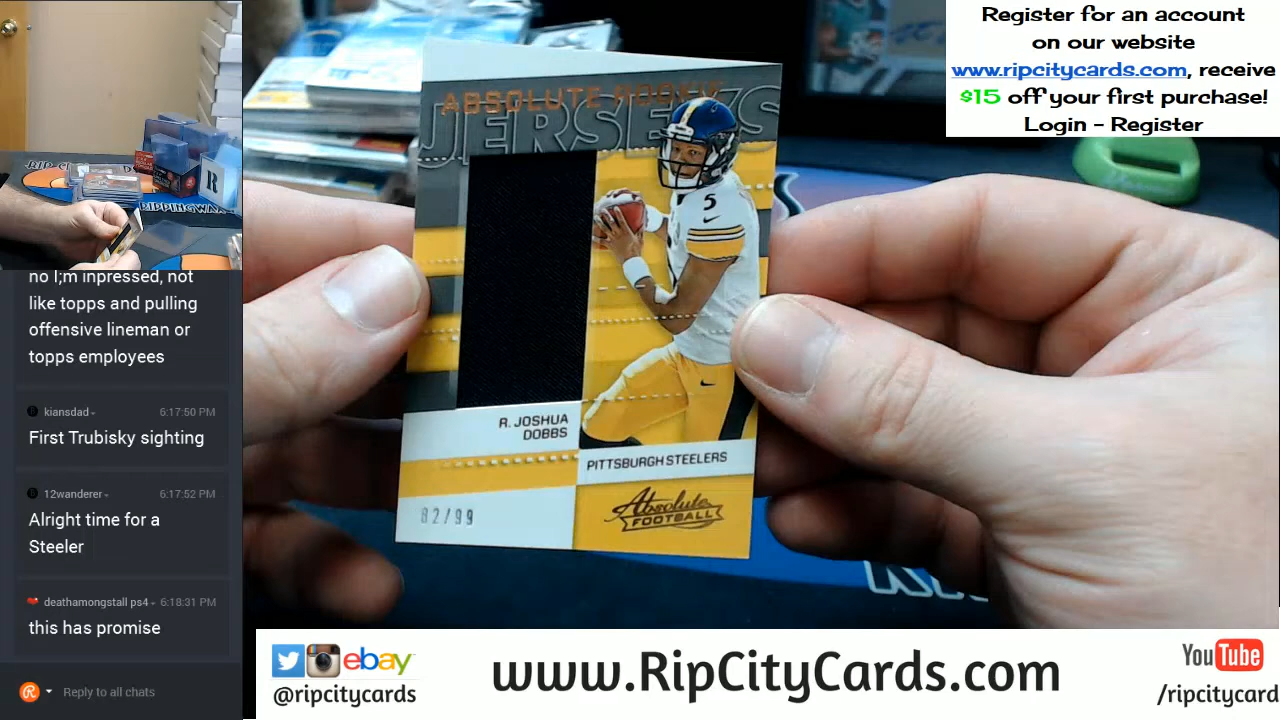 Register for an account
on our website
www.ripcitycards.com, receive
$15 off your first purchase!
Login - Register
ABSOLUTE ROOKIE
JERSEYS
5
R. JOSHUA
DOBBS
PITTSBURGH STEELERS
82/99
Absolute
FOOTBALL
R
no I;m inpressed, not
like topps and pulling
offensive lineman or
topps employees
kiansdad
6:17:50 PM
First Trubisky sighting
12wanderer
6:17:52 PM
Alright time for a
Steeler
deathamongstall ps4
6:18:31 PM
this has promise
Reply to all chats
ebay
@ripcitycards
www.RipCityCards.com
YouTube
/ripcitycard